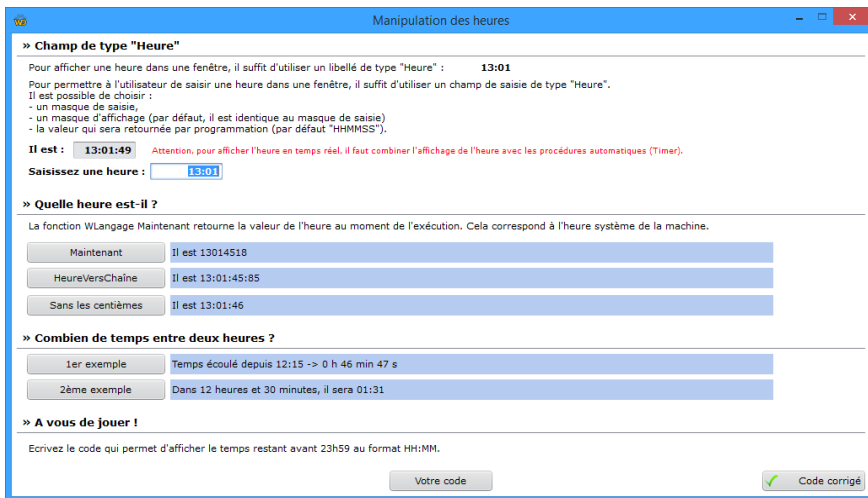 Manipulation des heures
» Champ de type "Heure"
Pour afficher une heure dans une fenêtre, il suffit d'utiliser un libellé de type "Heure" : 13:01
Pour permettre à l'utilisateur de saisir une heure dans une fenêtre, il suffit d'utiliser un champ de saisie de type "Heure".
Il est possible de choisir :
- un masque de saisie,
- un masque d'affichage (par défaut, il est identique au masque de saisie)
- la valeur qui sera retournée par programmation (par défaut "HHMMSS").
Il est : 13:01:49 Attention, pour afficher l'heure en temps réel, il faut combiner l'affichage de l'heure avec les procédures automatiques (Timer).
Saisissez une heure : 13:01
» Quelle heure est-il ?
La fonction WLangage Maintenant retourne la valeur de l'heure au moment de l'exécution. Cela correspond à l'heure système de la machine.
Maintenant Il est 13014518
HeureVersChaîne Il est 13:01:45:85
Sans les centièmes Il est 13:01:46
» Combien de temps entre deux heures ?
1er exemple Temps écoulé depuis 12:15 -> 0 h 46 min 47 s
2ème exemple Dans 12 heures et 30 minutes, il sera 01:31
» A vous de jouer !
Ecrivez le code qui permet d'afficher le temps restant avant 23h59 au format HH:MM.
Votre code Code corrigé